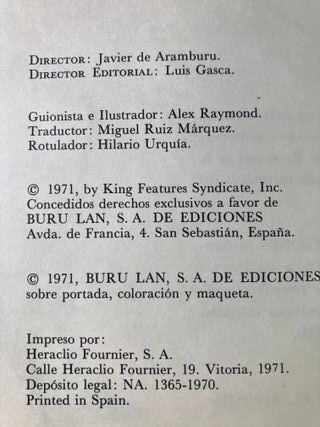 DIRECTOR: Javier de Aramburu.
DIRECTOR EDITORIAL: Luis Gasca.
Guionista e Ilustrador: Alex Raymond.
Traductor: Miguel Ruiz Márquez.
Rotulador: Hilario Urquía.
© 1971, by King Features Syndicate, Inc.
Concedidos derechos exclusivos a favor de
BURU LAN, S. A. DE EDICIONES
Avda. de Francia, 4. San Sebastián, España.
© 1971, BURU LAN, S. A. DE EDICIONES
sobre portada, coloración y maqueta.
Impreso por:
Heraclio Fournier, S. A.
Calle Heraclio Fournier, 19. Vitoria, 1971.
Depósito legal: NA. 1365-1970.
Printed in Spain.